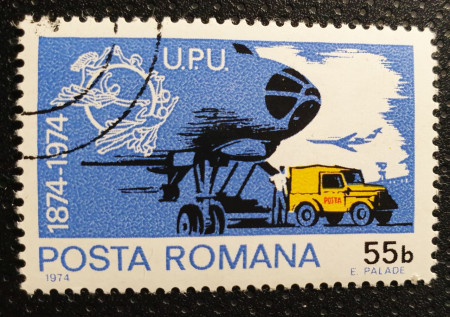 U.P.U.
1874-1974
POSTA
POSTA ROMANA
55b
1974
E. PALADE